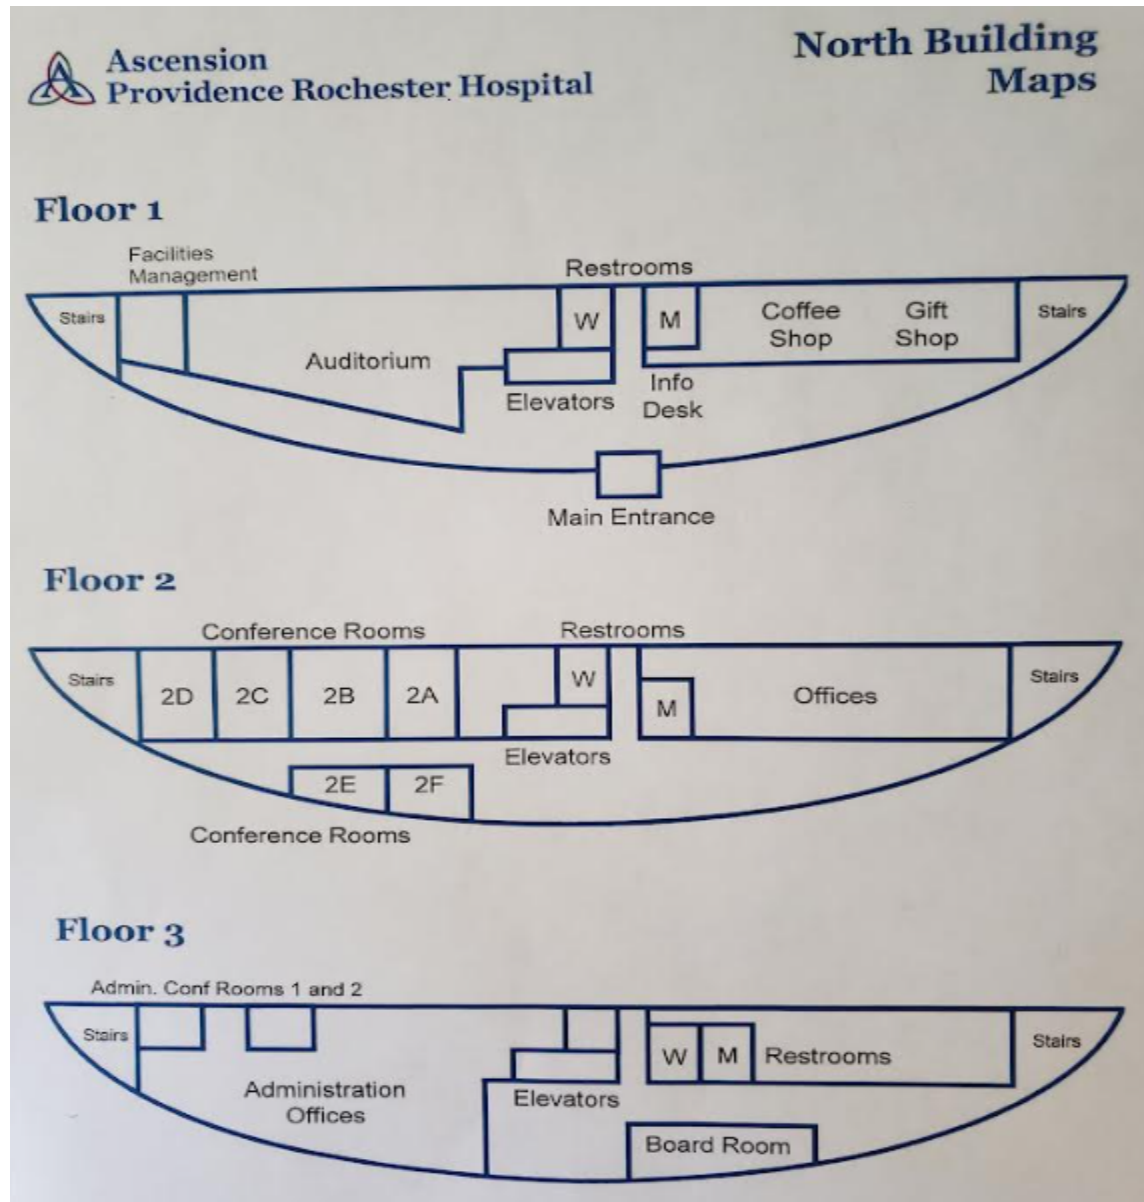 Ascension
Providence Rochester Hospital
North Building
Maps
Floor 1
Facilities
Management
Restrooms
Stairs
W
M
Coffee
Shop
Gift
Shop
Stairs
Auditorium
Elevators
Info
Desk
Main Entrance
Floor 2
Conference Rooms
Restrooms
Stairs
2D
2C
2B
2A
W
M
Offices
Stairs
Elevators
2E
2F
Conference Rooms
Floor 3
Admin. Conf Rooms 1 and 2
Stairs
W
M
Restrooms
Stairs
Administration
Offices
Elevators
Board Room